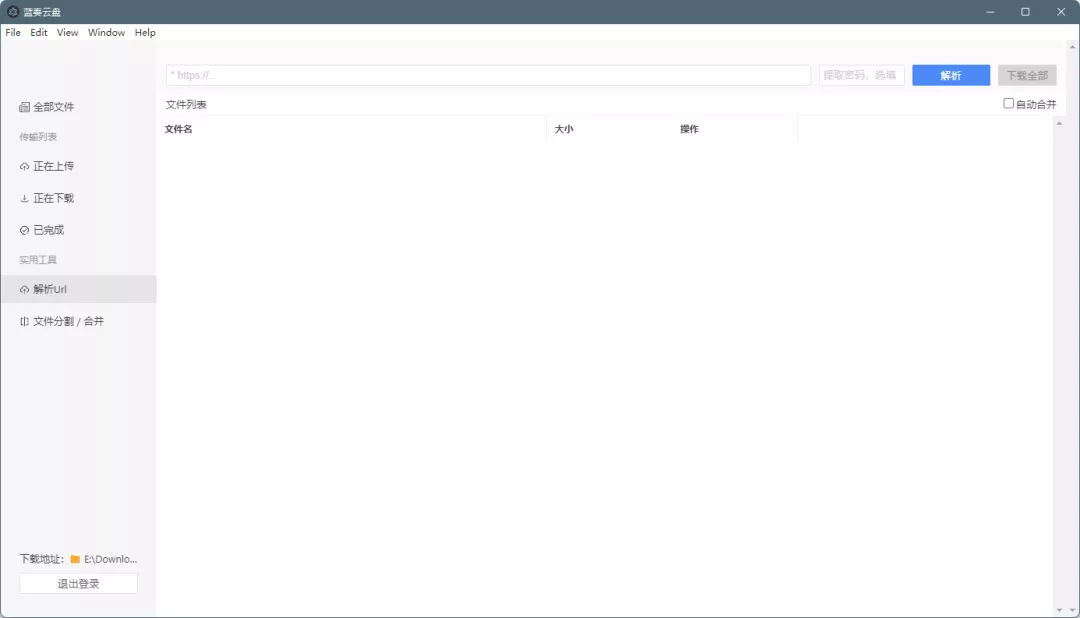 蓝奏云盘
File Edit View Window Help
* https://...
提取密码，选填
解析
下载全部
全部文件
文件列表
自动合并
文件名 大小 操作
传输列表
正在上传
正在下载
已完成
实用工具
解析Url
文件分割 / 合并
下载地址： E:\Downlo...
退出登录